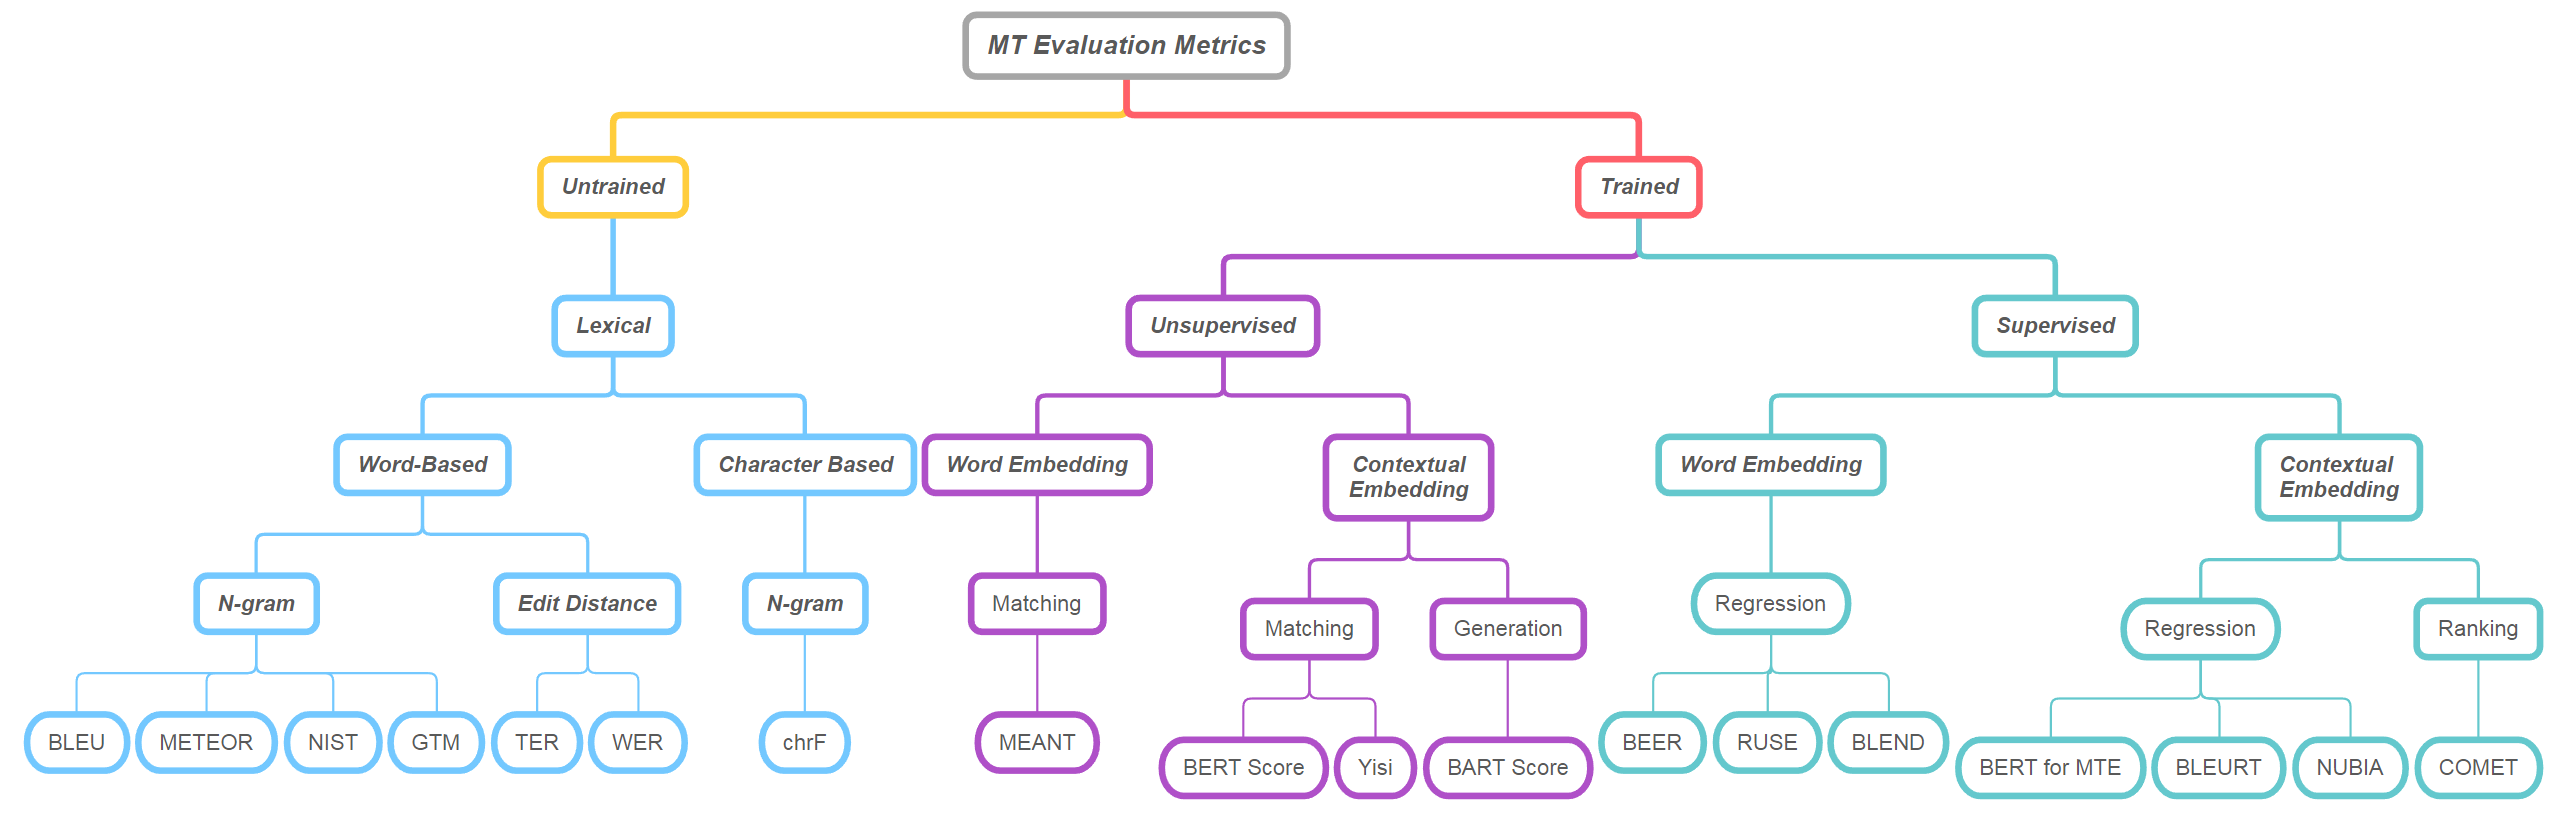 MT Evaluation Metrics
Untrained
Trained
Lexical
Unsupervised
Supervised
Word-Based
Character Based
Word Embedding
Contextual
Embedding
Word Embedding
Contextual
Embedding
N-gram
Edit Distance
N-gram
Matching
Matching
Generation
Regression
Regression
Ranking
BLEU
METEOR
NIST
GTM
TER
WER
chrF
MEANT
BERT Score
Yisi
BART Score
BEER
RUSE
BLEND
BERT for MTE
BLEURT
NUBIA
COMET